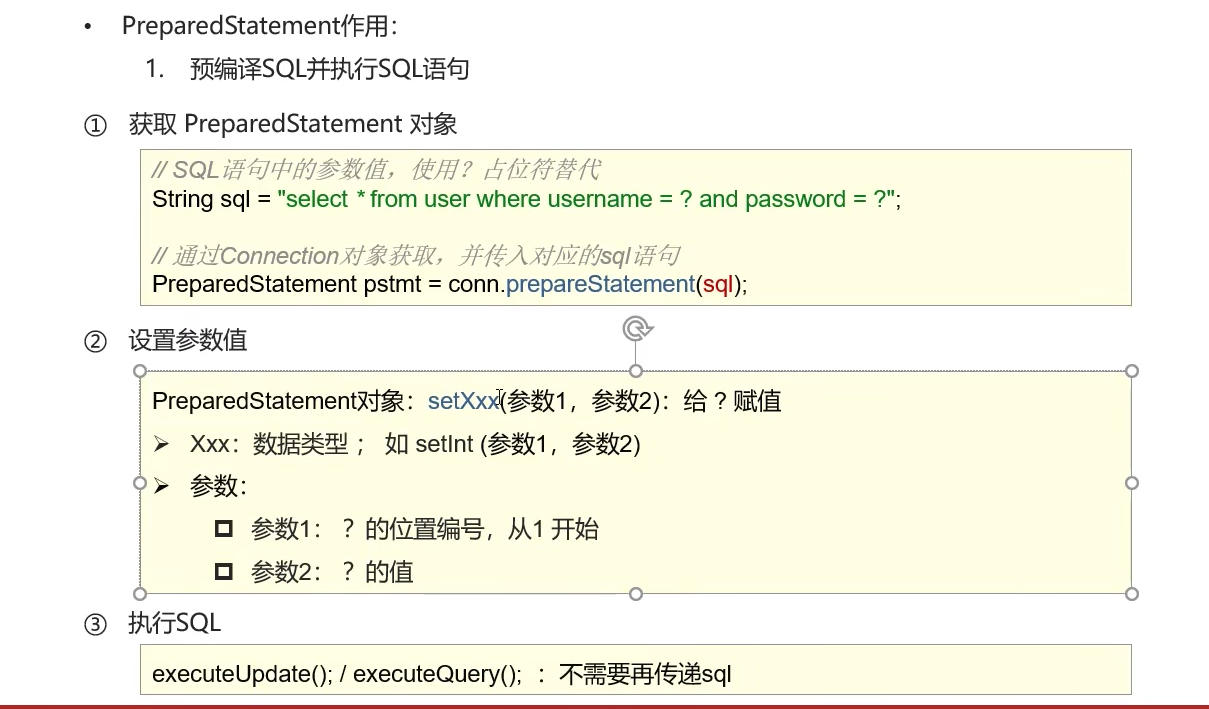 • PreparedStatement作用：
1. 预编译SQL并执行SQL语句
① 获取 PreparedStatement 对象
// SQL语句中的参数值，使用？占位符替代
String sql = "select * from user where username = ? and password = ?";
// 通过Connection对象获取，并传入对应的sql语句
PreparedStatement pstmt = conn.prepareStatement(sql);
② 设置参数值
PreparedStatement对象：setXxx(参数1，参数2)：给 ? 赋值
➢ Xxx：数据类型 ； 如 setInt (参数1，参数2)
➢ 参数：
参数1： ？的位置编号，从1 开始
参数2： ？的值
③ 执行SQL
executeUpdate(); / executeQuery(); ：不需要再传递sql